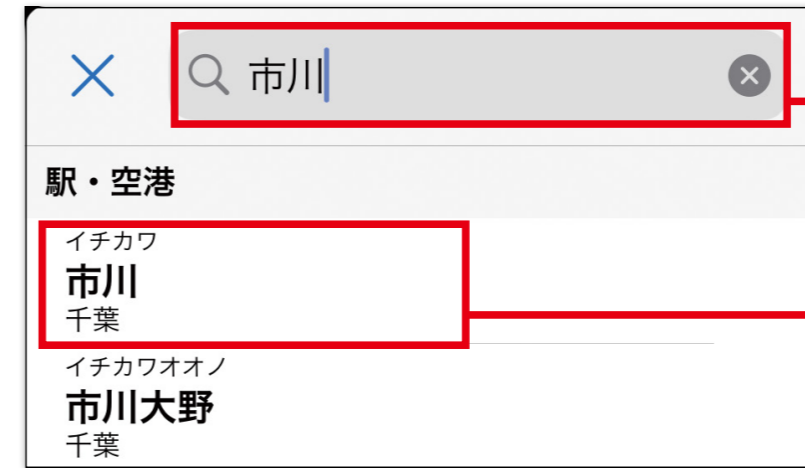 市川
駅・空港
イチカワ
市川
千葉
イチカワオオノ
市川大野
千葉